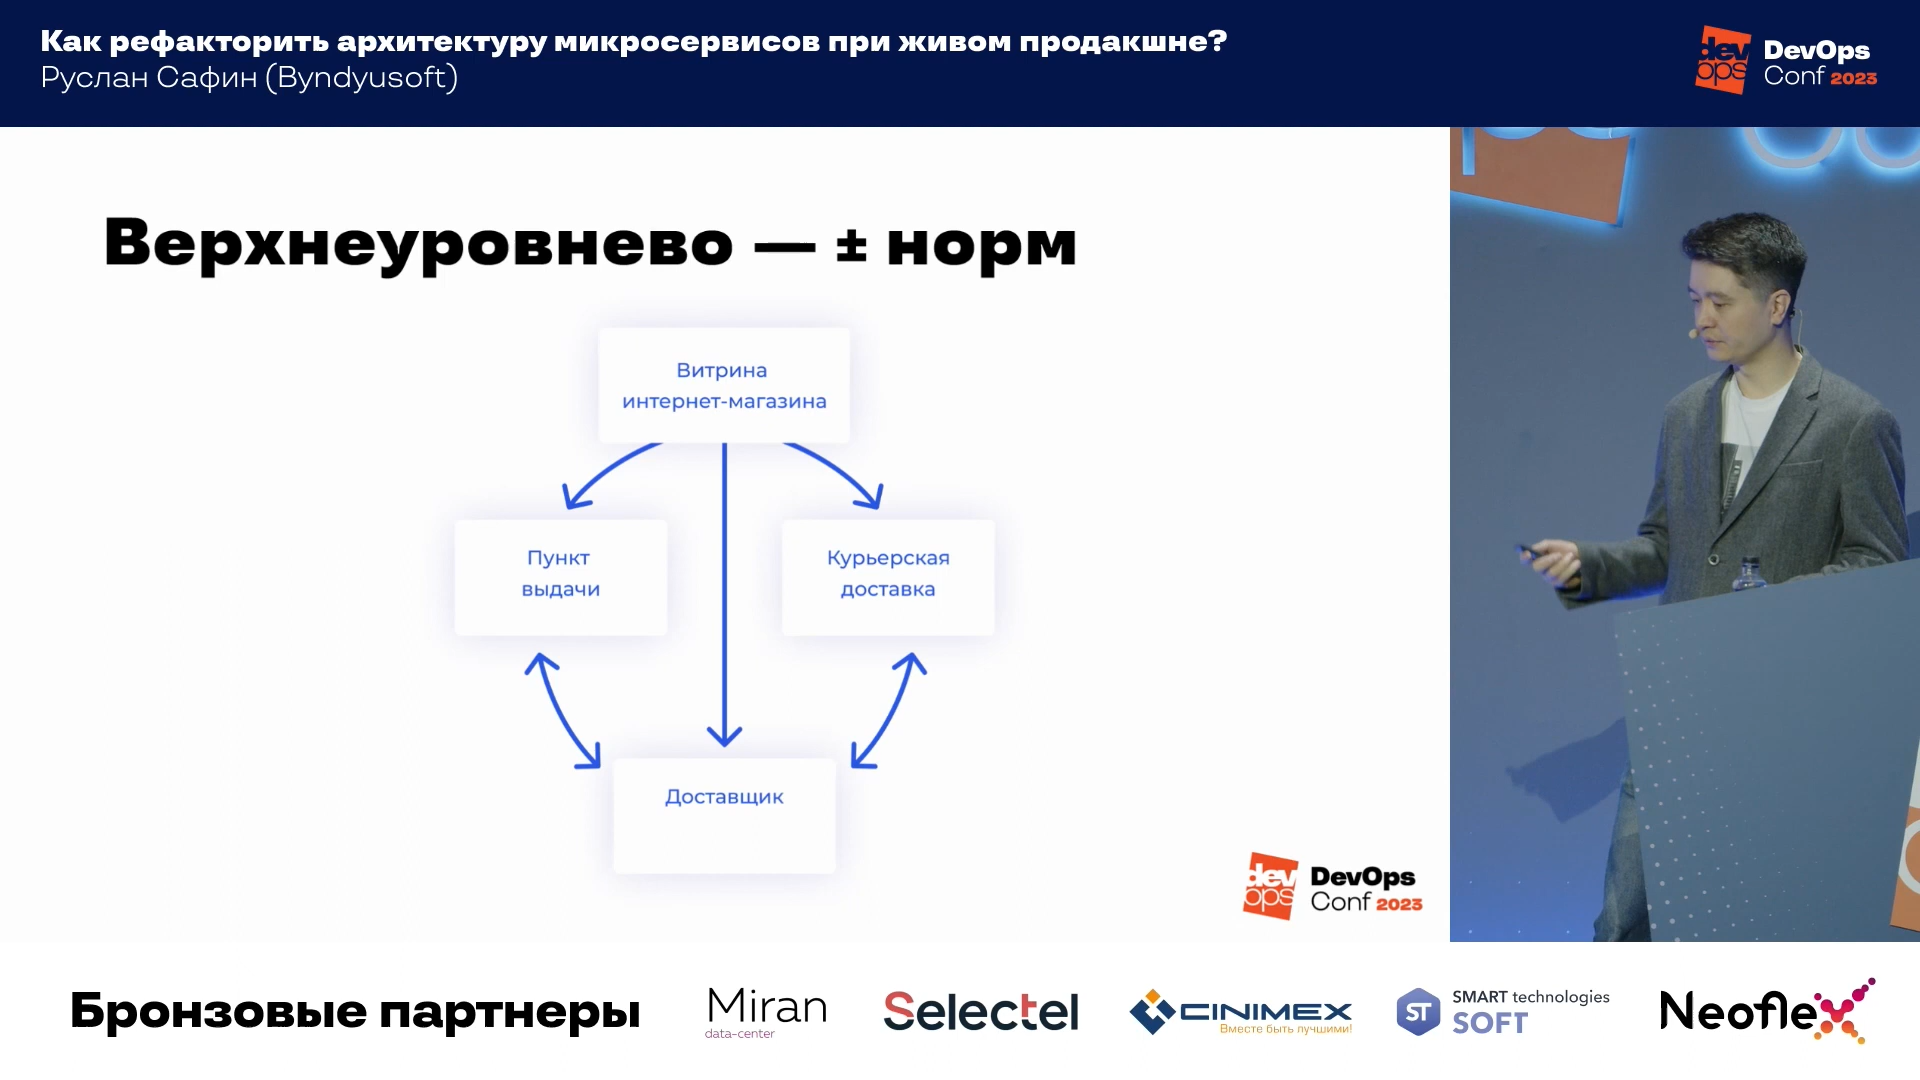 Как рефакторить архитектуру микросервисов при живом продакшне?
Руслан Сафин (Byndyusoft)
dev
ops
DevOps
Conf 2023
Верхнеуровнево — ± норм
Витрина
интернет-магазина
Пункт
выдачи
Курьерская
доставка
Доставщик
dev
ops
DevOps
Conf 2023
Бронзовые партнеры
Miran
data-center
Selectel
CINIMEX
Вместе быть лучшими!
ST
SMART technologies
SOFT
Neoflex